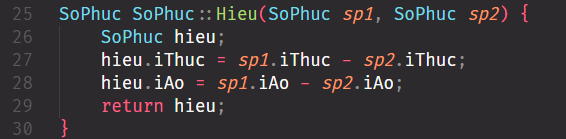 25 SoPhuc SoPhuc::Hieu(SoPhuc sp1, SoPhuc sp2) {
26     SoPhuc hieu;
27     hieu.iThuc = sp1.iThuc - sp2.iThuc;
28     hieu.iAo = sp1.iAo - sp2.iAo;
29     return hieu;
30 }